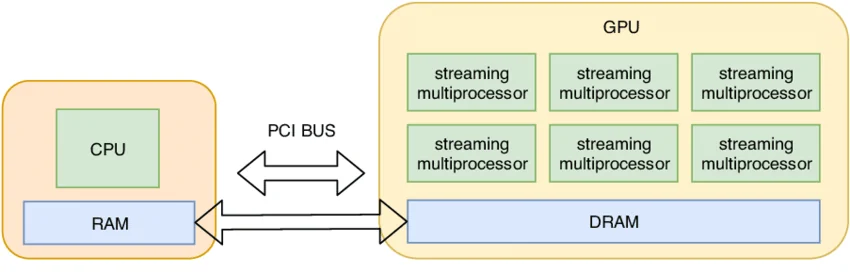 GPU
streaming
multiprocessor
streaming
multiprocessor
streaming
multiprocessor
PCI BUS
CPU
streaming
multiprocessor
streaming
multiprocessor
streaming
multiprocessor
RAM
DRAM